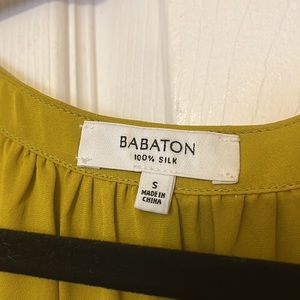 BABATON
100% SILK
S
MADE IN
CHINA